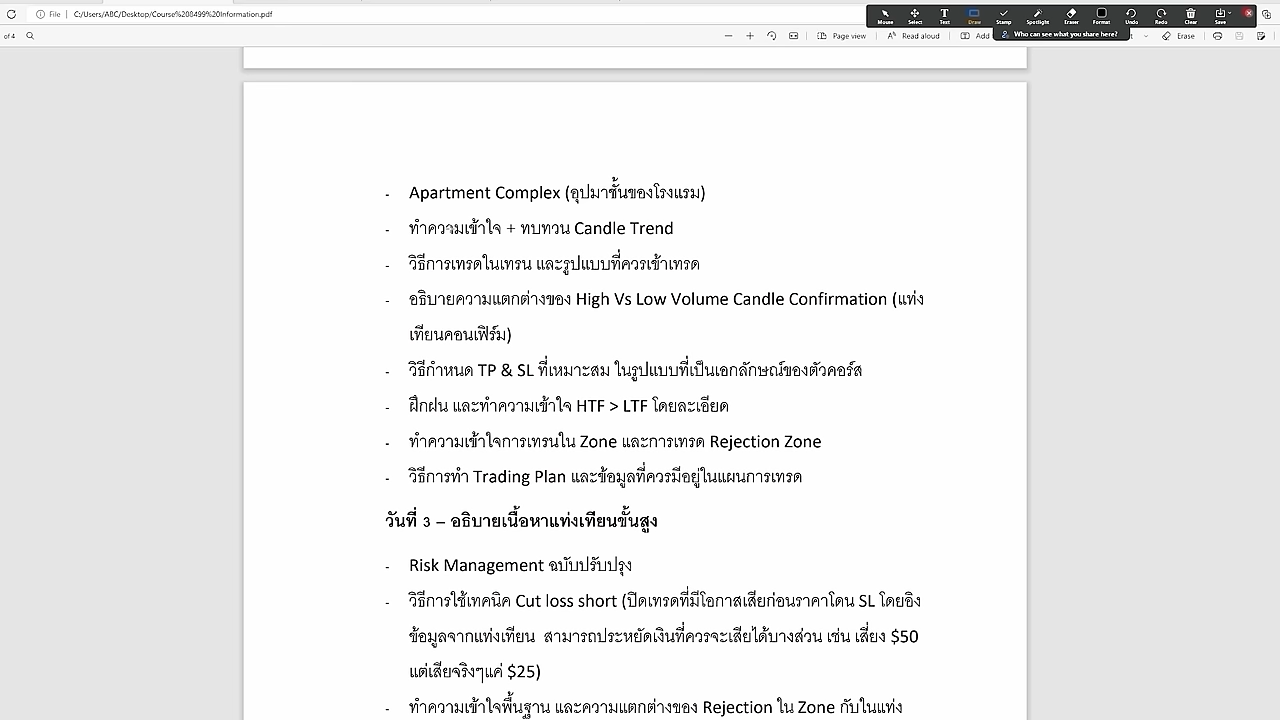 File
C:/Users/ABC/Desktop/Course%208499%20Information.pdf
Mouse Select Text Draw Stamp Spotlight Eraser Format Undo Redo Clear Save
of 4
Page view
Read aloud
Add
Who can see what you share here?
Erase
- Apartment Complex (อุปมาชั้นของโรงแรม)
- ทำความเข้าใจ + ทบทวน Candle Trend
- วิธีการเทรดในเทรน และรูปแบบที่ควรเข้าเทรด
- อธิบายความแตกต่างของ High Vs Low Volume Candle Confirmation (แท่ง
เทียนคอนเฟิร์ม)
- วิธีกำหนด TP & SL ที่เหมาะสม ในรูปแบบที่เป็นเอกลักษณ์ของตัวคอร์ส
- ฝึกฝน และทำความเข้าใจ HTF > LTF โดยละเอียด
- ทำความเข้าใจการเทรนใน Zone และการเทรด Rejection Zone
- วิธีการทำ Trading Plan และข้อมูลที่ควรมีอยู่ในแผนการเทรด
วันที่ 3 – อธิบายเนื้อหาแท่งเทียนขั้นสูง
- Risk Management ฉบับปรับปรุง
- วิธีการใช้เทคนิค Cut loss short (ปิดเทรดที่มีโอกาสเสียก่อนราคาโดน SL โดยอิง
ข้อมูลจากแท่งเทียน สามารถประหยัดเงินที่ควรจะเสียได้บางส่วน เช่น เสี่ยง $50
แต่เสียจริงๆแค่ $25)
- ทำความเข้าใจพื้นฐาน และความแตกต่างของ Rejection ใน Zone กับในแท่ง